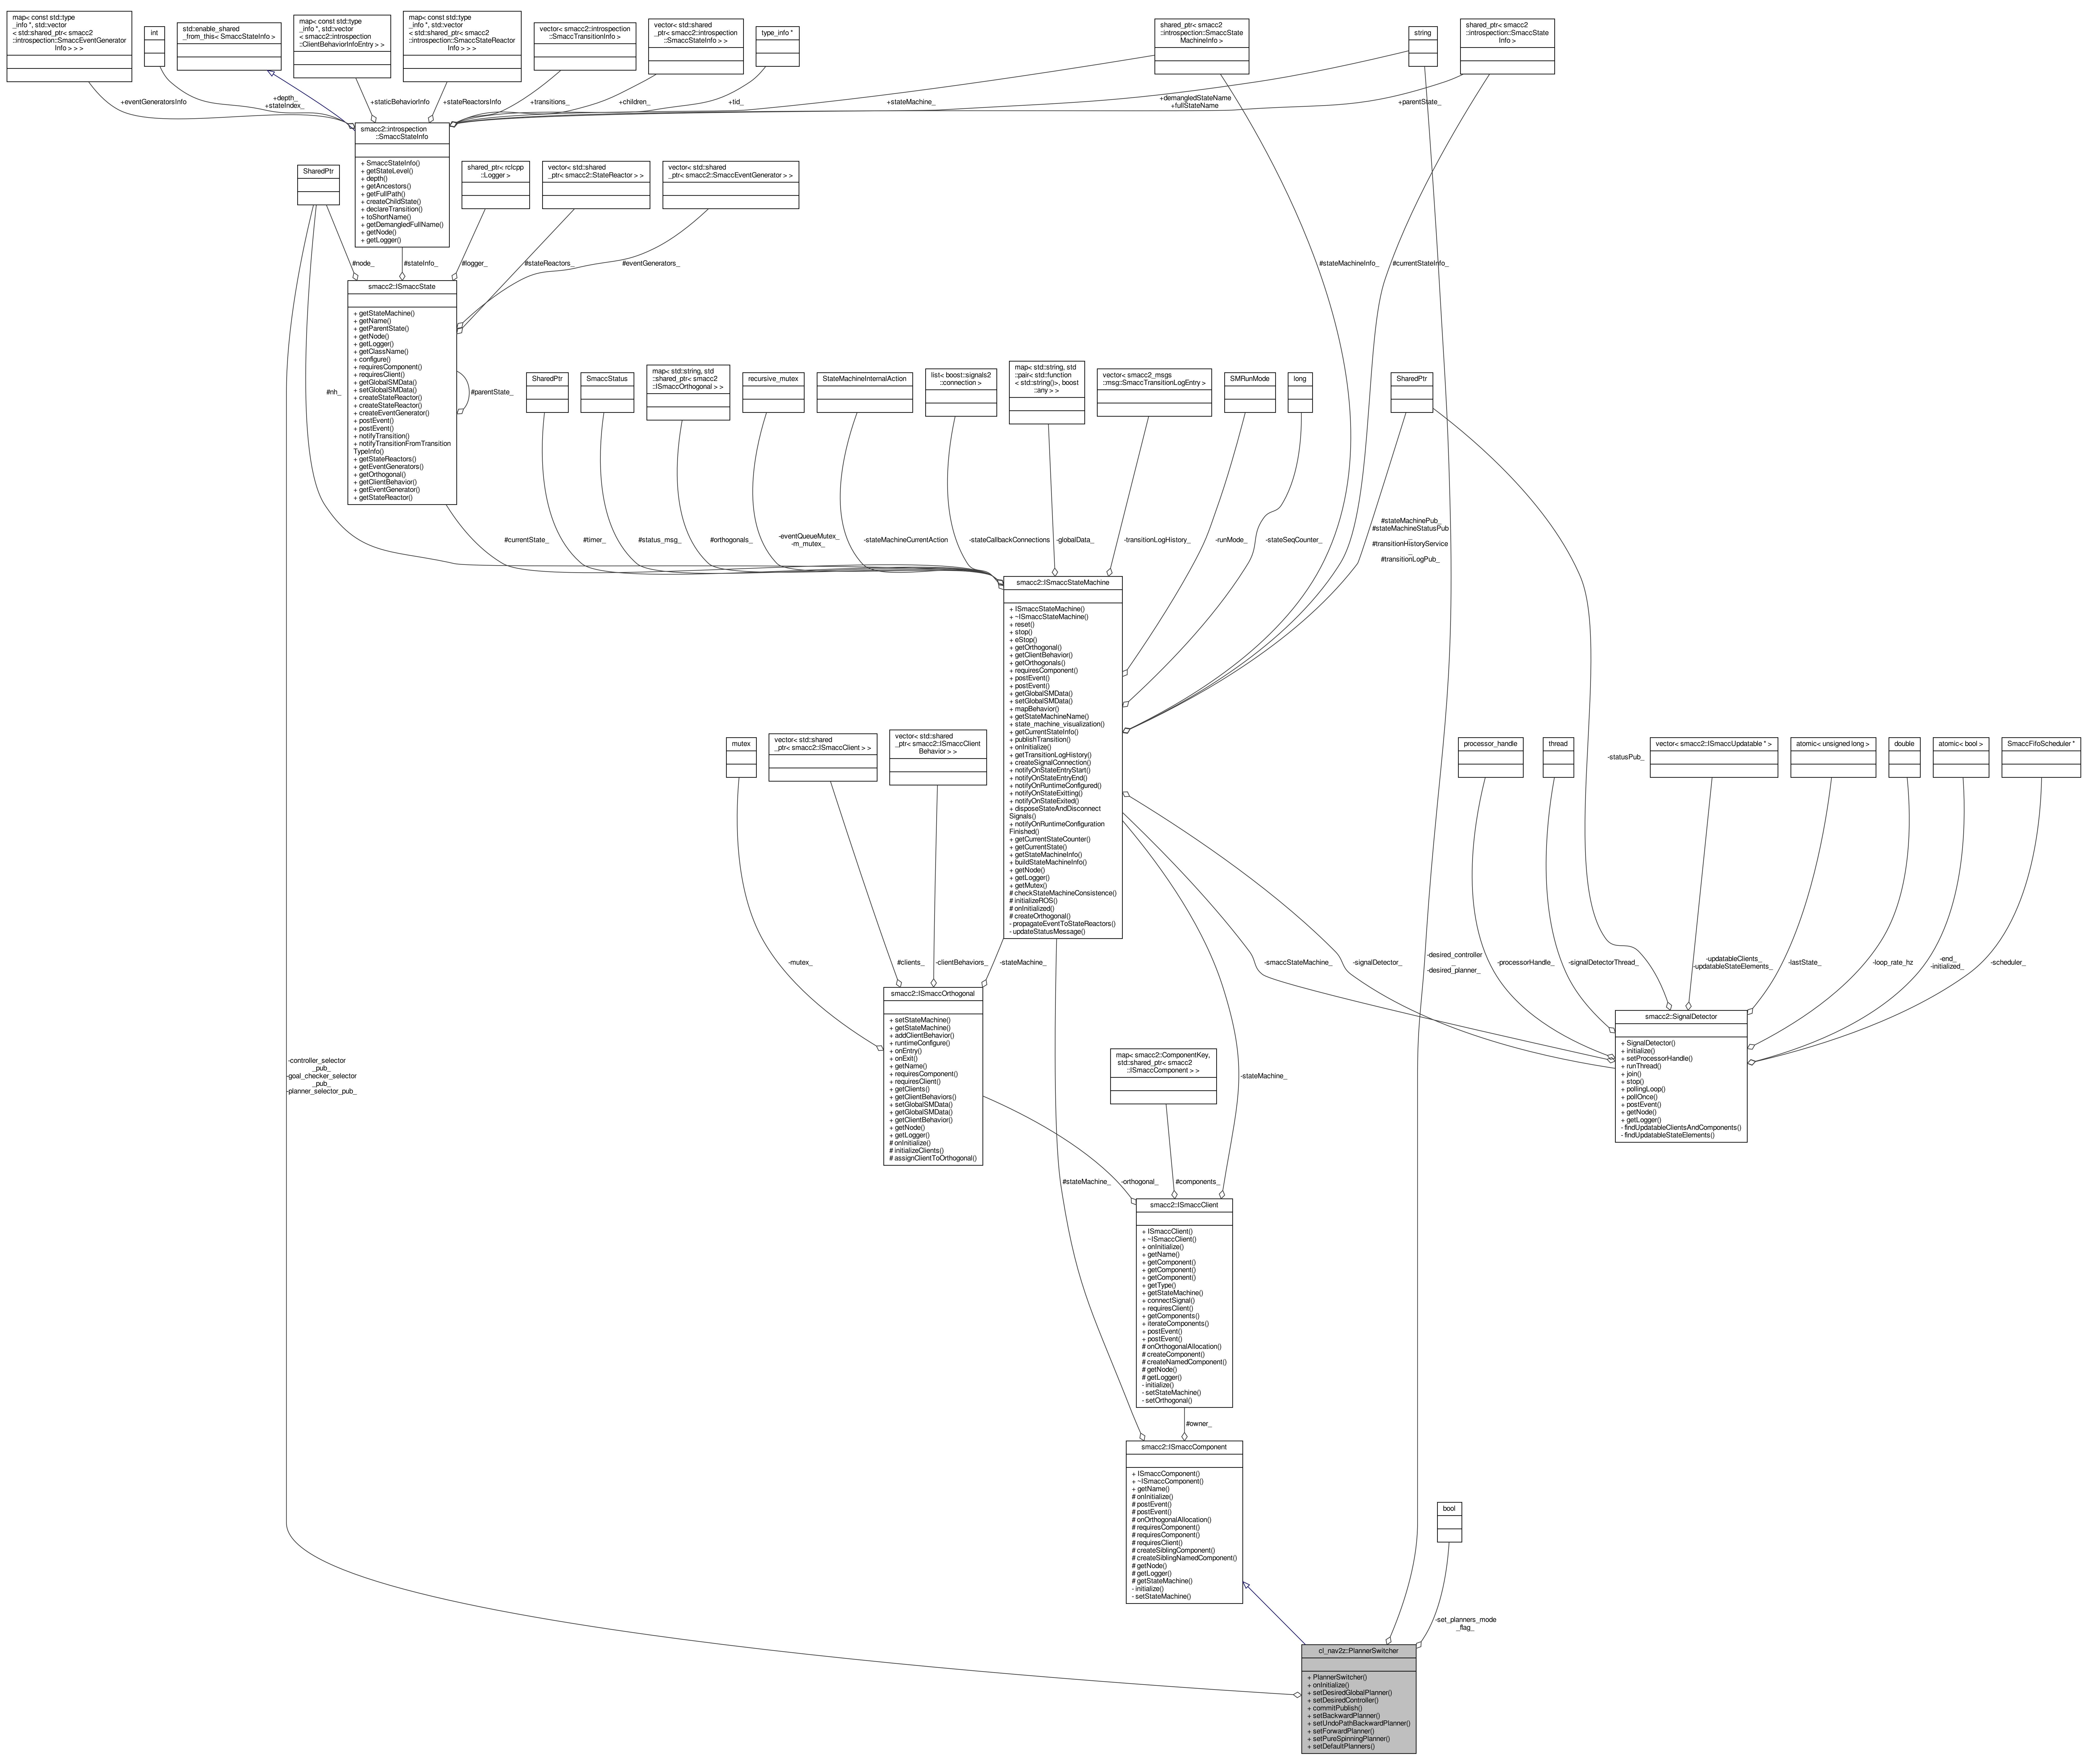 map< const std::type
_info *, std::vector
< std::shared_ptr< smacc2
::introspection::SmaccEventGenerator
Info > > >
int
std::enable_shared
_from_this< SmaccStateInfo >
map< const std::type
_info *, std::vector
< smacc2::introspection
::ClientBehaviorInfoEntry > >
map< const std::type
_info *, std::vector
< std::shared_ptr< smacc2
::introspection::SmaccStateReactor
Info > > >
vector< smacc2::introspection
::SmaccTransitionInfo >
vector< std::shared
_ptr< smacc2::introspection
::SmaccStateInfo > >
type_info *
shared_ptr< smacc2
::introspection::SmaccState
MachineInfo >
string
shared_ptr< smacc2
::introspection::SmaccState
Info >
+eventGeneratorsInfo
+depth_
+stateIndex_
+staticBehaviorInfo
+stateReactorsInfo
+transitions_
+children_
+tid_
+stateMachine_
+demangledStateName
+fullStateName
+parentState_
smacc2::introspection
::SmaccStateInfo
+ SmaccStateInfo()
+ getStateLevel()
+ depth()
+ getAncestors()
+ getFullPath()
+ createChildState()
+ declareTransition()
+ toShortName()
+ getDemangledFullName()
+ getNode()
+ getLogger()
SharedPtr
shared_ptr< rclcpp
::Logger >
vector< std::shared
_ptr< smacc2::StateReactor > >
vector< std::shared
_ptr< smacc2::SmaccEventGenerator > >
#node_
#stateInfo_
#logger_
#stateReactors_
#eventGenerators_
#stateMachineInfo_
#currentStateInfo_
smacc2::ISmaccState
+ getStateMachine()
+ getName()
+ getParentState()
+ getNode()
+ getLogger()
+ getClassName()
+ configure()
+ requiresComponent()
+ requiresClient()
+ getGlobalSMData()
+ setGlobalSMData()
+ createStateReactor()
+ createStateReactor()
+ createEventGenerator()
+ postEvent()
+ postEvent()
+ notifyTransition()
+ notifyTransitionFromTransition
TypeInfo()
+ getStateReactors()
+ getEventGenerators()
+ getOrthogonal()
+ getClientBehavior()
+ getEventGenerator()
+ getStateReactor()
#parentState_
#nh_
SharedPtr
SmaccStatus
map< std::string, std
::shared_ptr< smacc2
::ISmaccOrthogonal > >
recursive_mutex
StateMachineInternalAction
list< boost::signals2
::connection >
map< std::string, std
::pair< std::function
< std::string()>, boost
::any > >
vector< smacc2_msgs
::msg::SmaccTransitionLogEntry >
SMRunMode
long
SharedPtr
#currentState_
#timer_
#status_msg_
#orthogonals_
-eventQueueMutex_
-m_mutex_
-stateMachineCurrentAction
-stateCallbackConnections
-globalData_
-transitionLogHistory_
-runMode_
-stateSeqCounter_
#stateMachinePub_
#stateMachineStatusPub
_
#transitionHistoryService
_
#transitionLogPub_
smacc2::ISmaccStateMachine
+ ISmaccStateMachine()
+ ~ISmaccStateMachine()
+ reset()
+ stop()
+ eStop()
+ getOrthogonal()
+ getClientBehavior()
+ getOrthogonals()
+ requiresComponent()
+ postEvent()
+ postEvent()
+ getGlobalSMData()
+ setGlobalSMData()
+ mapBehavior()
+ getStateMachineName()
+ state_machine_visualization()
+ getCurrentStateInfo()
+ publishTransition()
+ onInitialize()
+ getTransitionLogHistory()
+ createSignalConnection()
+ notifyOnStateEntryStart()
+ notifyOnStateEntryEnd()
+ notifyOnRuntimeConfigured()
+ notifyOnStateExitting()
+ notifyOnStateExited()
+ disposeStateAndDisconnect
Signals()
+ notifyOnRuntimeConfiguration
Finished()
+ getCurrentStateCounter()
+ getCurrentState()
+ getStateMachineInfo()
+ buildStateMachineInfo()
+ getNode()
+ getLogger()
+ getMutex()
# checkStateMachineConsistence()
# initializeROS()
# onInitialized()
# createOrthogonal()
- propagateEventToStateReactors()
- updateStatusMessage()
mutex
vector< std::shared
_ptr< smacc2::ISmaccClient > >
vector< std::shared
_ptr< smacc2::ISmaccClient
Behavior > >
processor_handle
thread
-statusPub_
vector< smacc2::ISmaccUpdatable * >
atomic< unsigned long >
double
atomic< bool >
SmaccFifoScheduler *
-mutex_
#clients_
-clientBehaviors_
-stateMachine_
-smaccStateMachine_
-signalDetector_
-desired_controller
_
-desired_planner_
-processorHandle_
-signalDetectorThread_
-updatableClients_
-updatableStateElements_
-lastState_
-loop_rate_hz
-end_
-initialized_
-scheduler_
smacc2::ISmaccOrthogonal
+ setStateMachine()
+ getStateMachine()
+ addClientBehavior()
+ runtimeConfigure()
+ onEntry()
+ onExit()
+ getName()
+ requiresComponent()
+ requiresClient()
+ getClients()
+ getClientBehaviors()
+ setGlobalSMData()
+ getGlobalSMData()
+ getClientBehavior()
+ getNode()
+ getLogger()
# onInitialize()
# initializeClients()
# assignClientToOrthogonal()
smacc2::SignalDetector
+ SignalDetector()
+ initialize()
+ setProcessorHandle()
+ runThread()
+ join()
+ stop()
+ pollingLoop()
+ pollOnce()
+ postEvent()
+ getNode()
+ getLogger()
- findUpdatableClientsAndComponents()
- findUpdatableStateElements()
map< smacc2::ComponentKey,
std::shared_ptr< smacc2
::ISmaccComponent > >
-stateMachine_
-controller_selector
_pub_
-goal_checker_selector
_pub_
-planner_selector_pub_
#stateMachine_
-orthogonal_
#components_
smacc2::ISmaccClient
+ ISmaccClient()
+ ~ISmaccClient()
+ onInitialize()
+ getName()
+ getComponent()
+ getComponent()
+ getComponent()
+ getType()
+ getStateMachine()
+ connectSignal()
+ requiresClient()
+ getComponents()
+ iterateComponents()
+ postEvent()
+ postEvent()
# onOrthogonalAllocation()
# createComponent()
# createNamedComponent()
# getNode()
# getLogger()
- initialize()
- setStateMachine()
- setOrthogonal()
#owner_
smacc2::ISmaccComponent
+ ISmaccComponent()
+ ~ISmaccComponent()
+ getName()
# onInitialize()
# postEvent()
# postEvent()
# onOrthogonalAllocation()
# requiresComponent()
# requiresComponent()
# requiresClient()
# createSiblingComponent()
# createSiblingNamedComponent()
# getNode()
# getLogger()
# getStateMachine()
- initialize()
- setStateMachine()
bool
-set_planners_mode
_flag_
cl_nav2z::PlannerSwitcher
+ PlannerSwitcher()
+ onInitialize()
+ setDesiredGlobalPlanner()
+ setDesiredController()
+ commitPublish()
+ setBackwardPlanner()
+ setUndoPathBackwardPlanner()
+ setForwardPlanner()
+ setPureSpinningPlanner()
+ setDefaultPlanners()